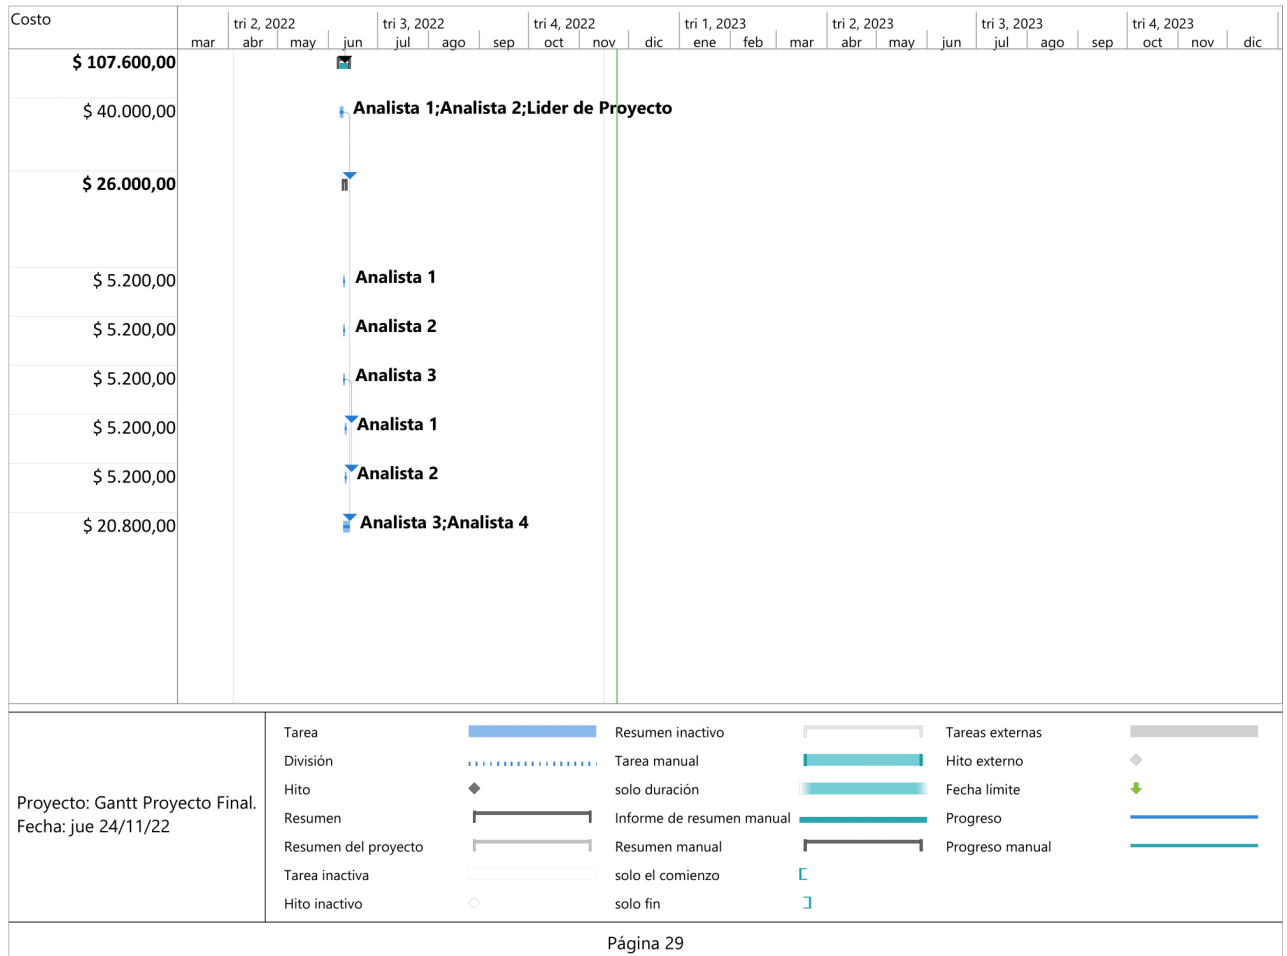 Costo
tri 2, 2022 tri 3, 2022 tri 4, 2022 tri 1, 2023 tri 2, 2023 tri 3, 2023 tri 4, 2023
mar abr may jun jul ago sep oct nov dic ene feb mar abr may jun jul ago sep oct nov dic
$ 107.600,00
$ 40.000,00 Analista 1;Analista 2;Lider de Proyecto
$ 26.000,00
$ 5.200,00 Analista 1
$ 5.200,00 Analista 2
$ 5.200,00 Analista 3
$ 5.200,00 Analista 1
$ 5.200,00 Analista 2
$ 20.800,00 Analista 3;Analista 4
Proyecto: Gantt Proyecto Final.
Fecha: jue 24/11/22
Tarea
División
Hito
Resumen
Resumen del proyecto
Tarea inactiva
Hito inactivo
Resumen inactivo
Tarea manual
solo duración
Informe de resumen manual
Resumen manual
solo el comienzo
solo fin
Tareas externas
Hito externo
Fecha límite
Progreso
Progreso manual
Página 29